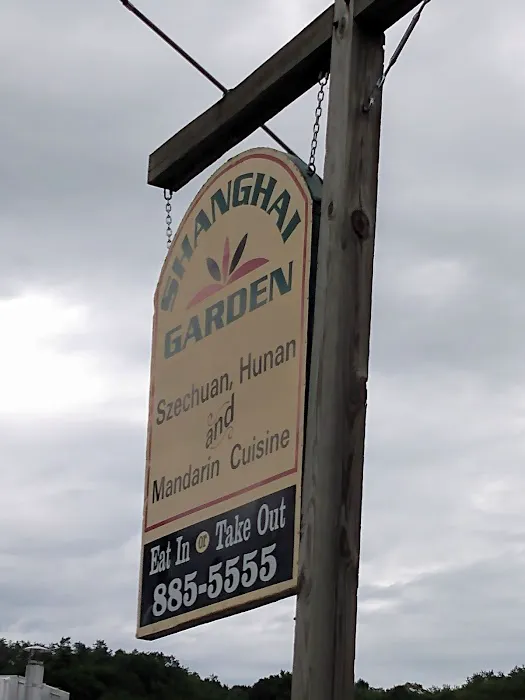 SHANGHAI
GARDEN
Szechuan, Hunan
and
Mandarin Cuisine
Eat In or Take Out
885-5555